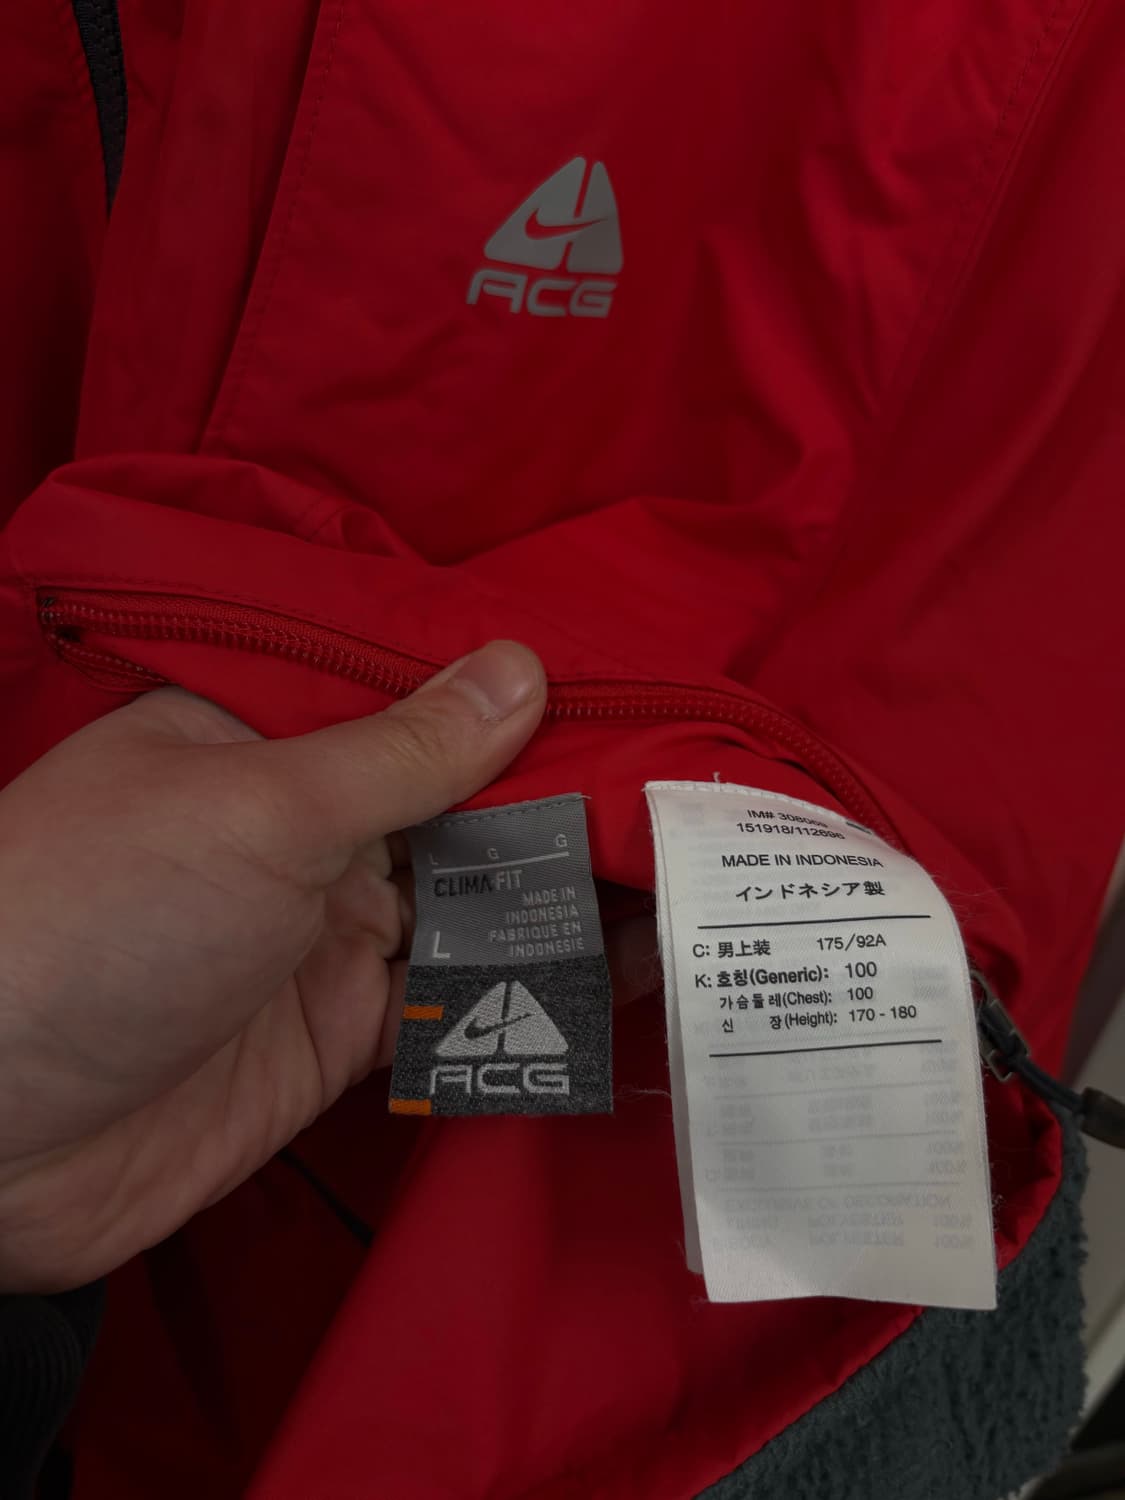 ACG
L G G
CLIMA-FIT
MADE IN
INDONESIA
FABRIQUE EN
INDONESIE
L
ACG
IM#
151918/112696
MADE IN INDONESIA
インドネシア製
C: 男上装 175/92A
K: 호칭(Generic): 100
가슴둘레(Chest): 100
신 장(Height): 170 - 180